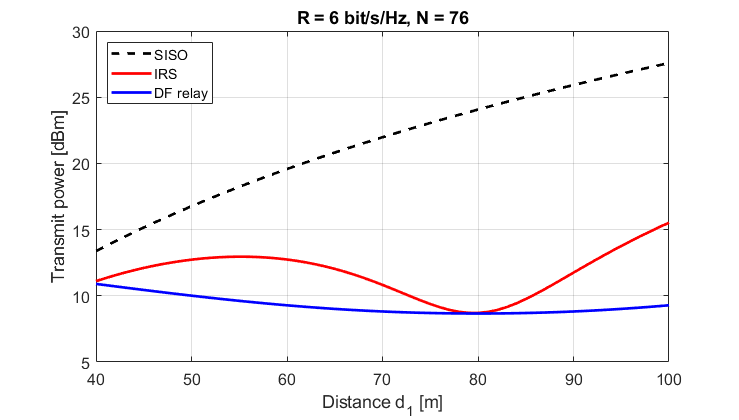 R = 6 bit/s/Hz, N = 76
30
25
20
15
10
5
Transmit power [dBm]
SISO
IRS
DF relay
40 50 60 70 80 90 100
Distance d1 [m]